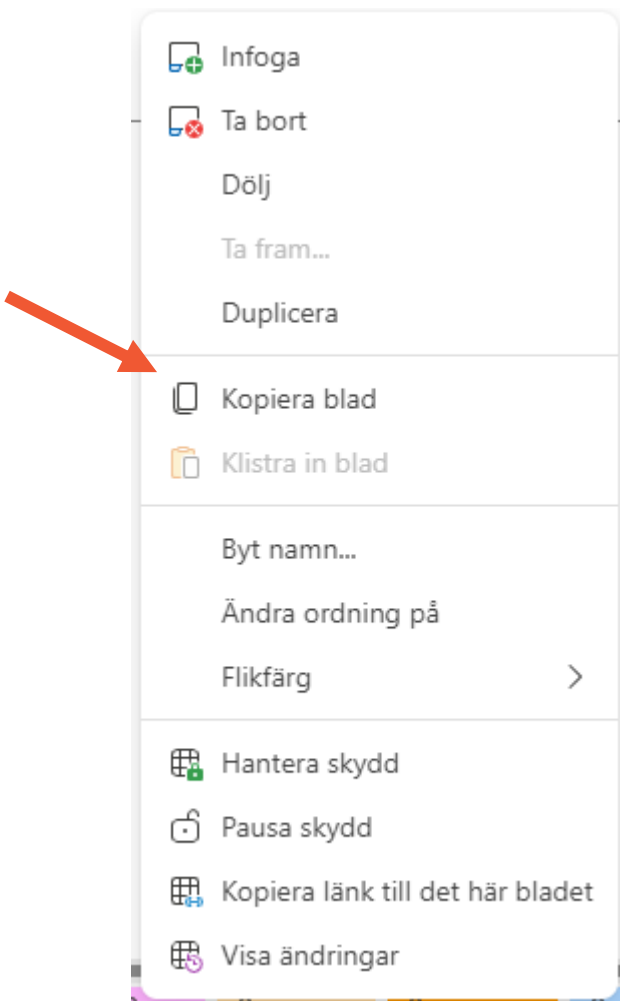 Infoga
Ta bort
Dölj
Ta fram...
Duplicera
Kopiera blad
Klistra in blad
Byt namn...
Ändra ordning på
Flikfärg
Hantera skydd
Pausa skydd
Kopiera länk till det här bladet
Visa ändringar